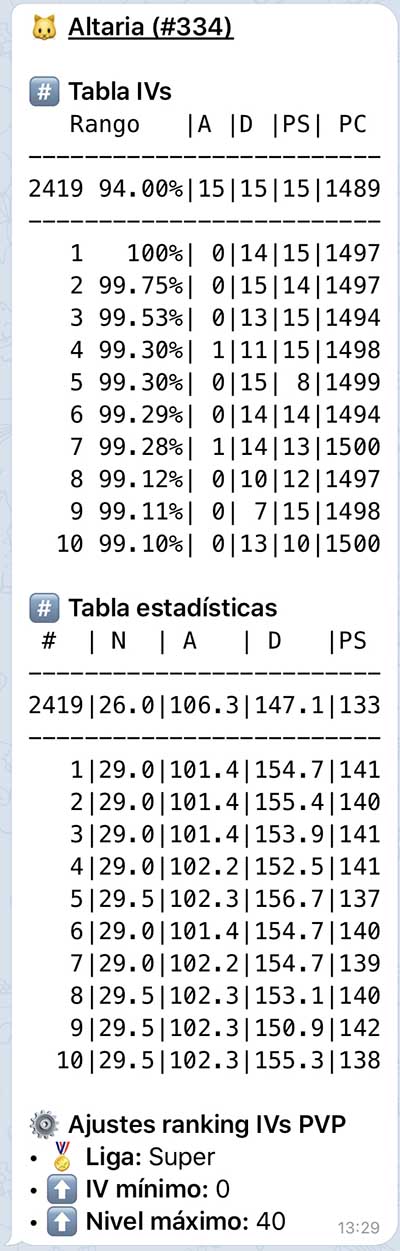 🐱 Altaria (#334)
#️⃣ Tabla IVs
Rango |A |D |PS| PC
-------------------------
2419 94.00%|15|15|15|1489
-------------------------
1 100%| 0|14|15|1497
2 99.75%| 0|15|14|1497
3 99.53%| 0|13|15|1494
4 99.30%| 1|11|15|1498
5 99.30%| 0|15| 8|1499
6 99.29%| 0|14|14|1494
7 99.28%| 1|14|13|1500
8 99.12%| 0|10|12|1497
9 99.11%| 0| 7|15|1498
10 99.10%| 0|13|10|1500
#️⃣ Tabla estadísticas
# | N | A | D |PS
-------------------------
2419|26.0|106.3|147.1|133
-------------------------
1|29.0|101.4|154.7|141
2|29.0|101.4|155.4|140
3|29.0|101.4|153.9|141
4|29.0|102.2|152.5|141
5|29.5|102.3|156.7|137
6|29.0|101.4|154.7|140
7|29.0|102.2|154.7|139
8|29.5|102.3|153.1|140
9|29.5|102.3|150.9|142
10|29.5|102.3|155.3|138
⚙️ Ajustes ranking IVs PVP
• 🏅 Liga: Super
• ⬆️ IV mínimo: 0
• ⬆️ Nivel máximo: 40
13:29